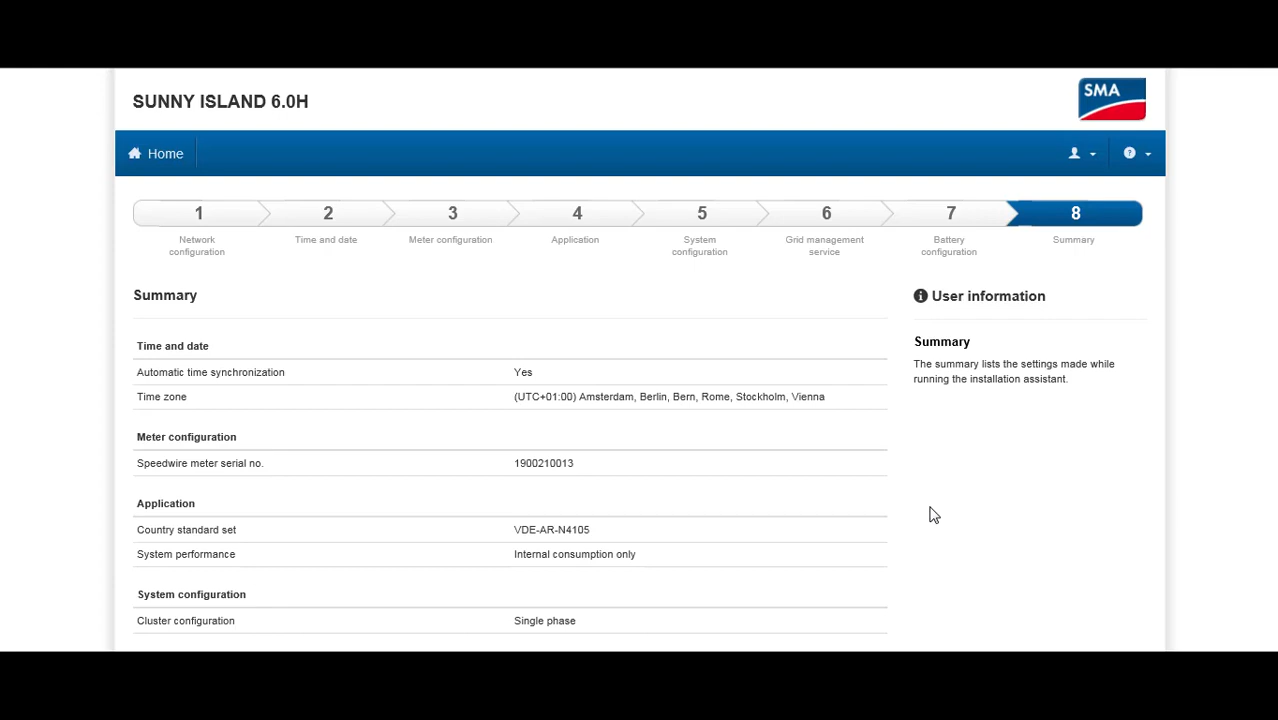 SUNNY ISLAND 6.0H
SMA
Home
1 2 3 4 5 6 7 8
Network configuration
Time and date
Meter configuration
Application
System configuration
Grid management service
Battery configuration
Summary
Summary
User information
Time and date
Summary
Automatic time synchronization Yes
The summary lists the settings made while
running the installation assistant.
Time zone (UTC+01:00) Amsterdam, Berlin, Bern, Rome, Stockholm, Vienna
Meter configuration
Speedwire meter serial no. 1900210013
Application
Country standard set VDE-AR-N4105
System performance Internal consumption only
System configuration
Cluster configuration Single phase